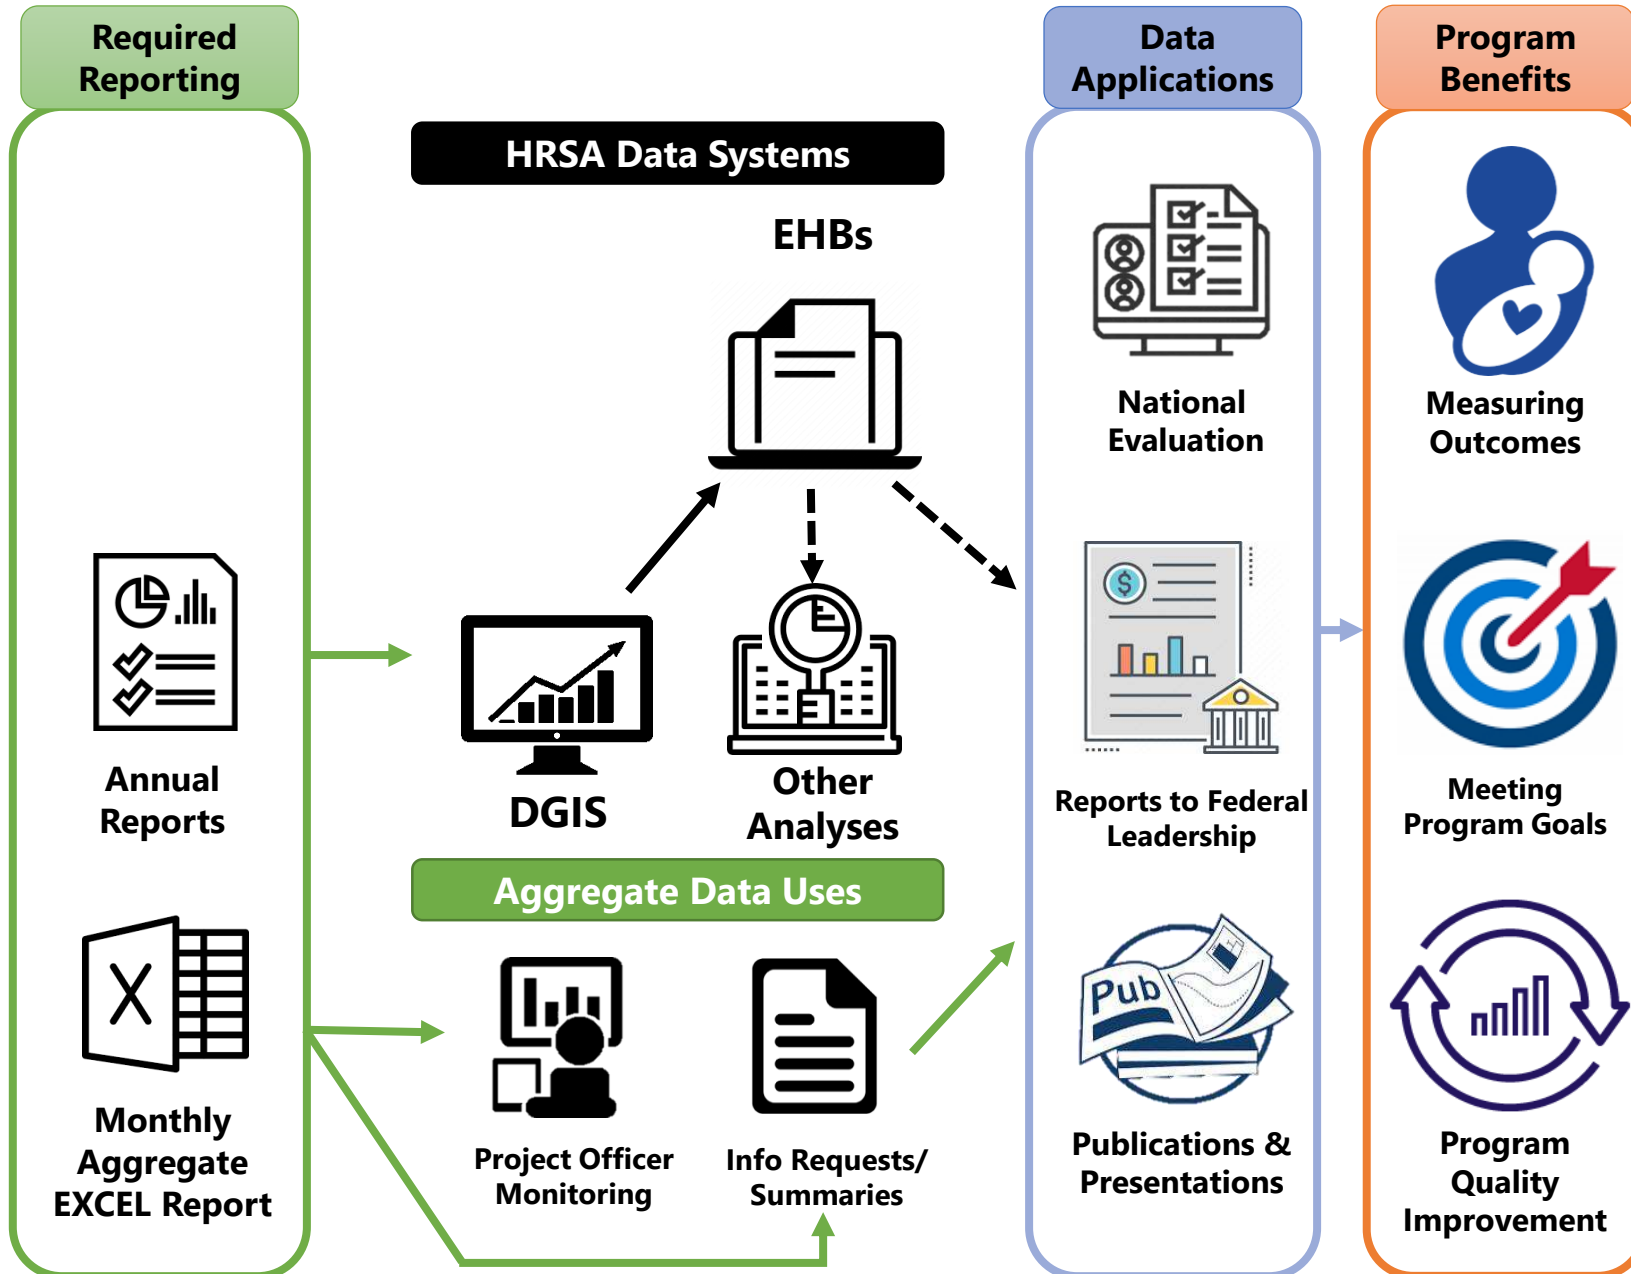 Required
Reporting
Annual
Reports
X
Monthly
Aggregate
EXCEL Report
HRSA Data Systems
EHBs
DGIS
Other
Analyses
Aggregate Data Uses
Project Officer
Monitoring
Info Requests/
Summaries
Data
Applications
National
Evaluation
$
Reports to Federal
Leadership
Pub
Publications &
Presentations
Program
Benefits
Measuring
Outcomes
Meeting
Program Goals
Program
Quality
Improvement